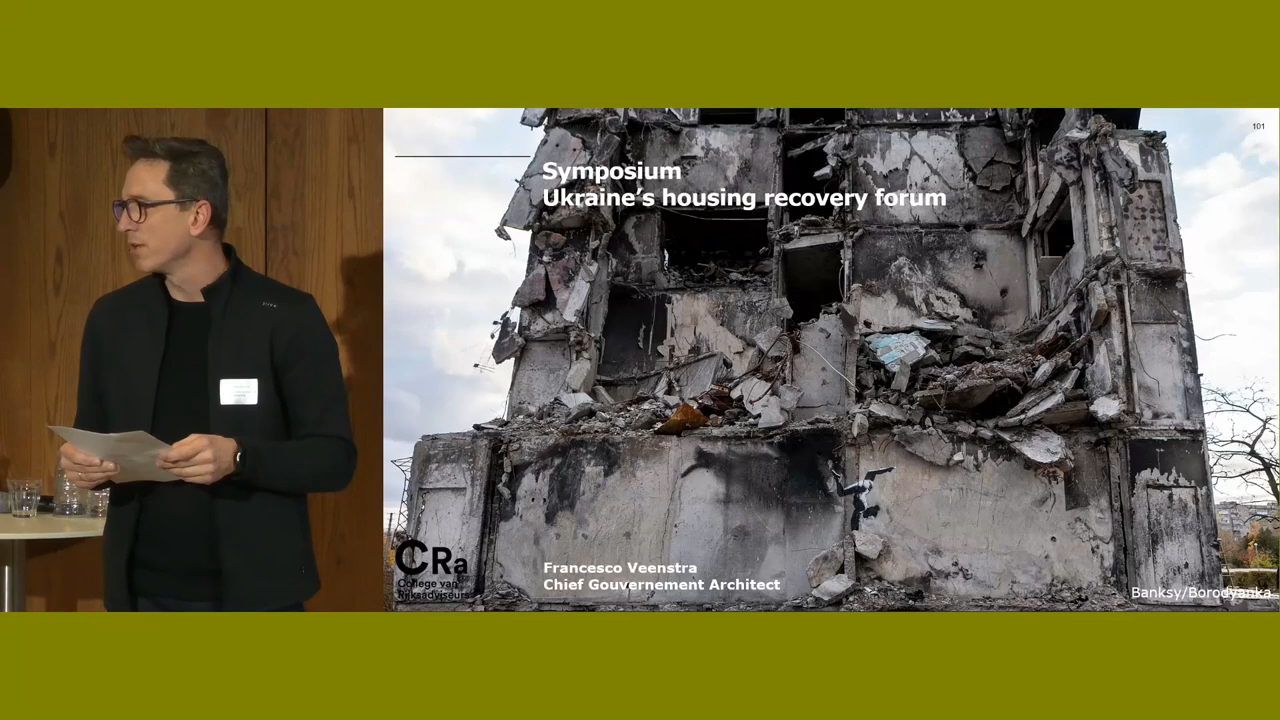 101
Symposium
Ukraine's housing recovery forum
CRa
College van
Rijksadviseurs
Francesco Veenstra
Chief Gouvernement Architect
Banksy/Borodyanka